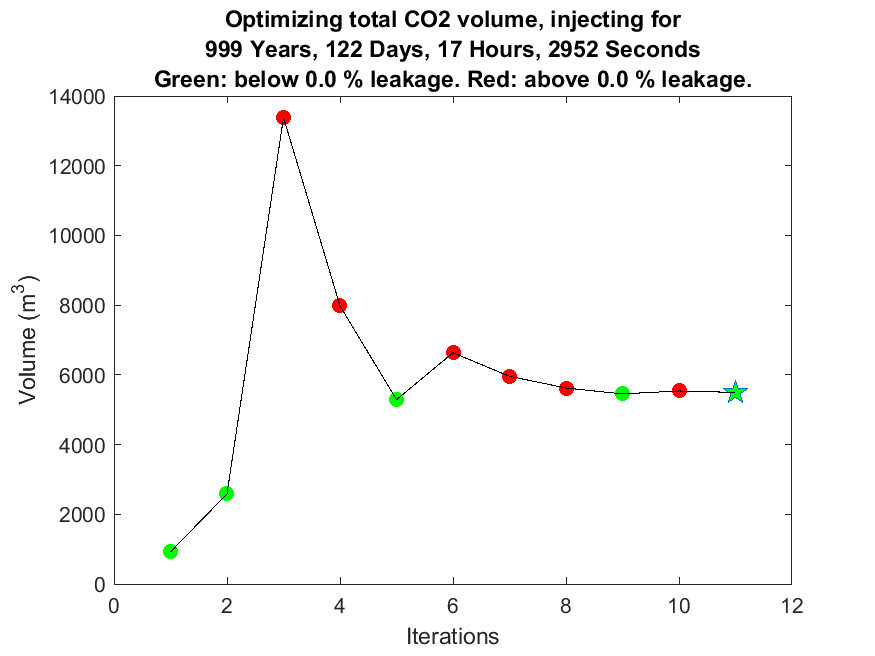 Optimizing total CO2 volume, injecting for
999 Years, 122 Days, 17 Hours, 2952 Seconds
Green: below 0.0 % leakage. Red: above 0.0 % leakage.
14000
12000
10000
8000
6000
4000
2000
0
Volume (m³)
0 2 4 6 8 10 12
Iterations